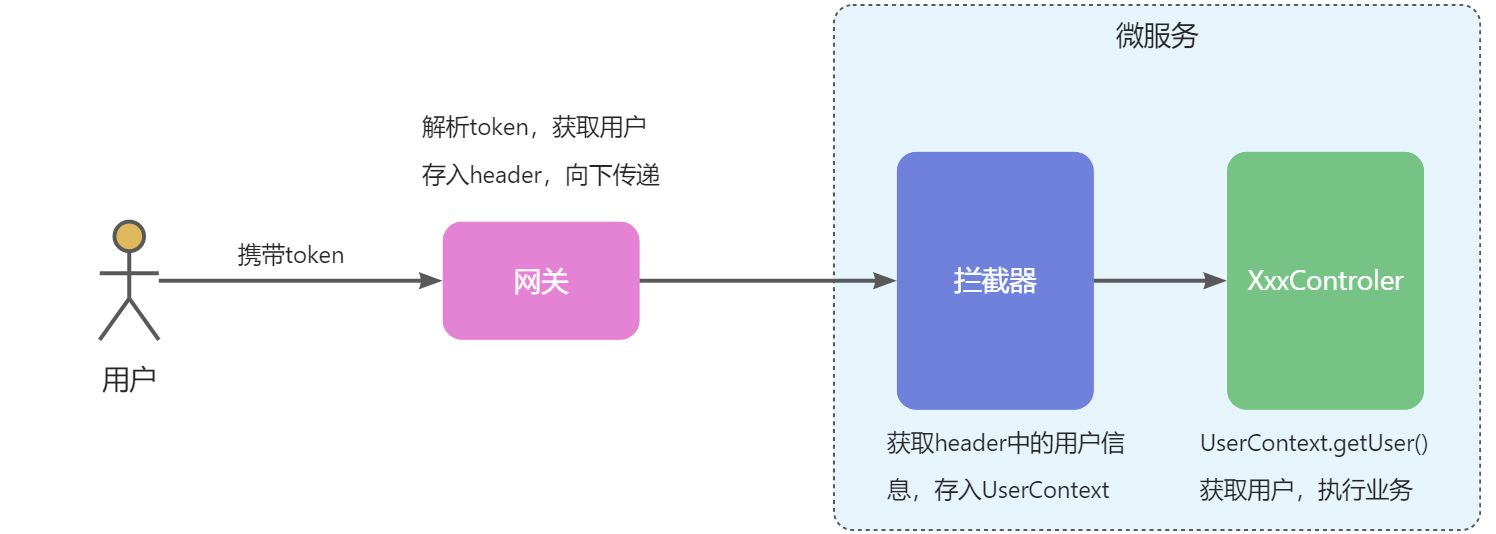 微服务
解析token，获取用户
存入header，向下传递
携带token
网关
拦截器
XxxControler
用户
获取header中的用户信
息，存入UserContext
UserContext.getUser()
获取用户，执行业务